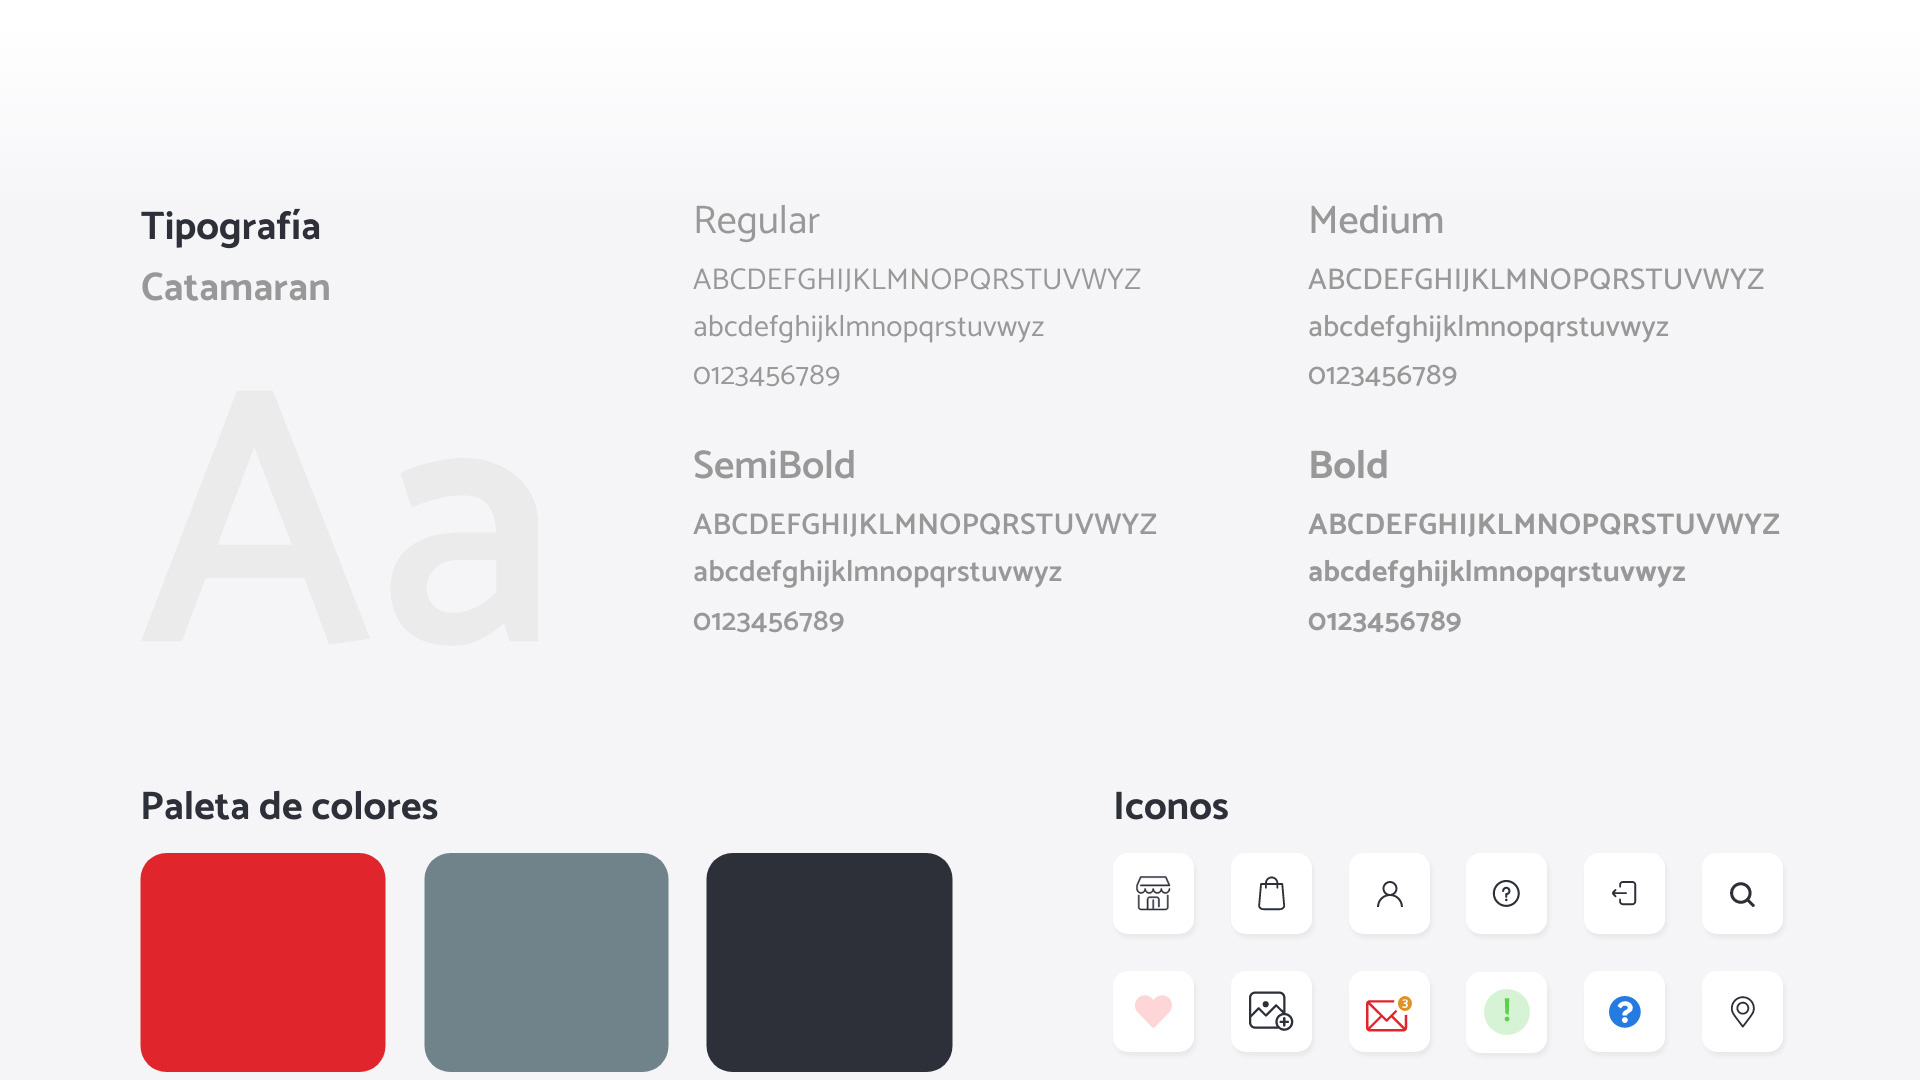 Tipografía
Catamaran
Aa
Regular
ABCDEFGHIJKLMNOPQRSTUVWYZ
abcdefghijklmnopqrstuvwyz
0123456789
Medium
ABCDEFGHIJKLMNOPQRSTUVWYZ
abcdefghijklmnopqrstuvwyz
0123456789
SemiBold
ABCDEFGHIJKLMNOPQRSTUVWYZ
abcdefghijklmnopqrstuvwyz
0123456789
Bold
ABCDEFGHIJKLMNOPQRSTUVWYZ
abcdefghijklmnopqrstuvwyz
0123456789
Paleta de colores
Iconos
?
3
!
?